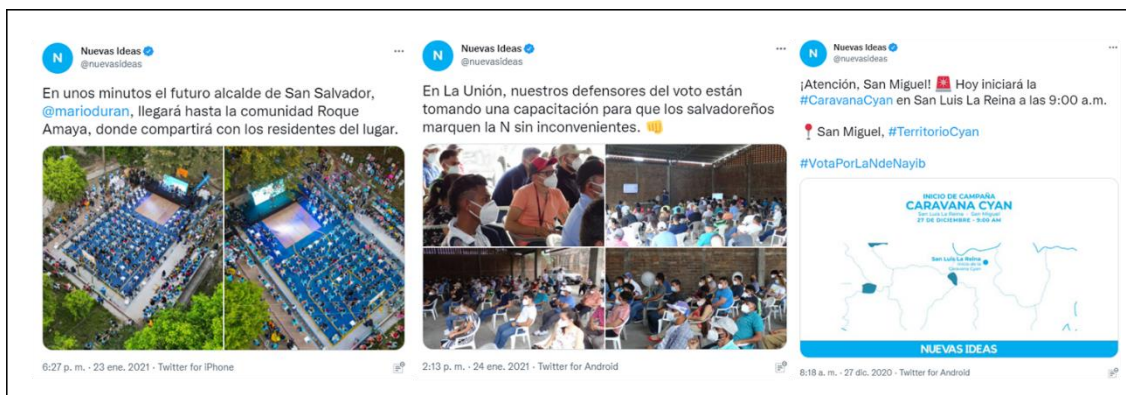 N
Nuevas Ideas
@nuevasideas
En unos minutos el futuro alcalde de San Salvador,
@marioduran, llegará hasta la comunidad Roque
Amaya, donde compartirá con los residentes del lugar.
6:27 p. m. · 23 ene. 2021 · Twitter for iPhone
N
Nuevas Ideas
@nuevasideas
En La Unión, nuestros defensores del voto están
tomando una capacitación para que los salvadoreños
marquen la N sin inconvenientes. 👊
2:13 p. m. · 24 ene. 2021 · Twitter for Android
N
Nuevas Ideas
@nuevasideas
¡Atención, San Miguel! 🚨 Hoy iniciará la
#CaravanaCyan en San Luis La Reina a las 9:00 a.m.
📍San Miguel, #TerritorioCyan
#VotaPorLaNdeNayib
INICIO DE CAMPAÑA
CARAVANA CYAN
San Luis La Reina - San Miguel
27 DE DICIEMBRE - 9:00 AM
San Luis La Reina
Inicio de la
Caravana Cyan
NUEVAS IDEAS
8:18 a. m. · 27 dic. 2020 · Twitter for Android